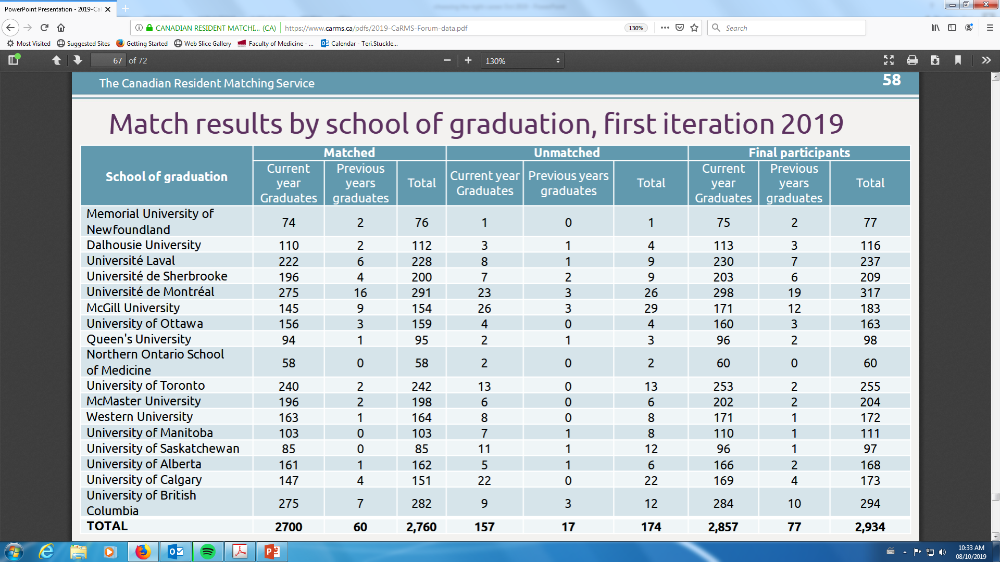 PowerPoint Presentation - 2019-Ca
CANADIAN RESIDENT MATCHI... (CA)
https://www.carms.ca/pdfs/2019-CaRMS-Forum-data.pdf
130%
Search
Most Visited
Suggested Sites
Getting Started
Web Slice Gallery
Faculty of Medicine - ...
Calendar - Teri.Stuckle...
67 of 72
130%
The Canadian Resident Matching Service
58
Match results by school of graduation, first iteration 2019
School of graduation
Matched Unmatched Final participants
Current year Graduates Previous years graduates Total Current year Graduates Previous years graduates Total Current year Graduates Previous years graduates Total
Memorial University of Newfoundland 74 2 76 1 0 1 75 2 77
Dalhousie University 110 2 112 3 1 4 113 3 116
Université Laval 222 6 228 8 1 9 230 7 237
Université de Sherbrooke 196 4 200 7 2 9 203 6 209
Université de Montréal 275 16 291 23 3 26 298 19 317
McGill University 145 9 154 26 3 29 171 12 183
University of Ottawa 156 3 159 4 0 4 160 3 163
Queen's University 94 1 95 2 1 3 96 2 98
Northern Ontario School of Medicine 58 0 58 2 0 2 60 0 60
University of Toronto 240 2 242 13 0 13 253 2 255
McMaster University 196 2 198 6 0 6 202 2 204
Western University 163 1 164 8 0 8 171 1 172
University of Manitoba 103 0 103 7 1 8 110 1 111
University of Saskatchewan 85 0 85 11 1 12 96 1 97
University of Alberta 161 1 162 5 1 6 166 2 168
University of Calgary 147 4 151 22 0 22 169 4 173
University of British Columbia 275 7 282 9 3 12 284 10 294
TOTAL 2700 60 2,760 157 17 174 2,857 77 2,934
10:33 AM
08/10/2019